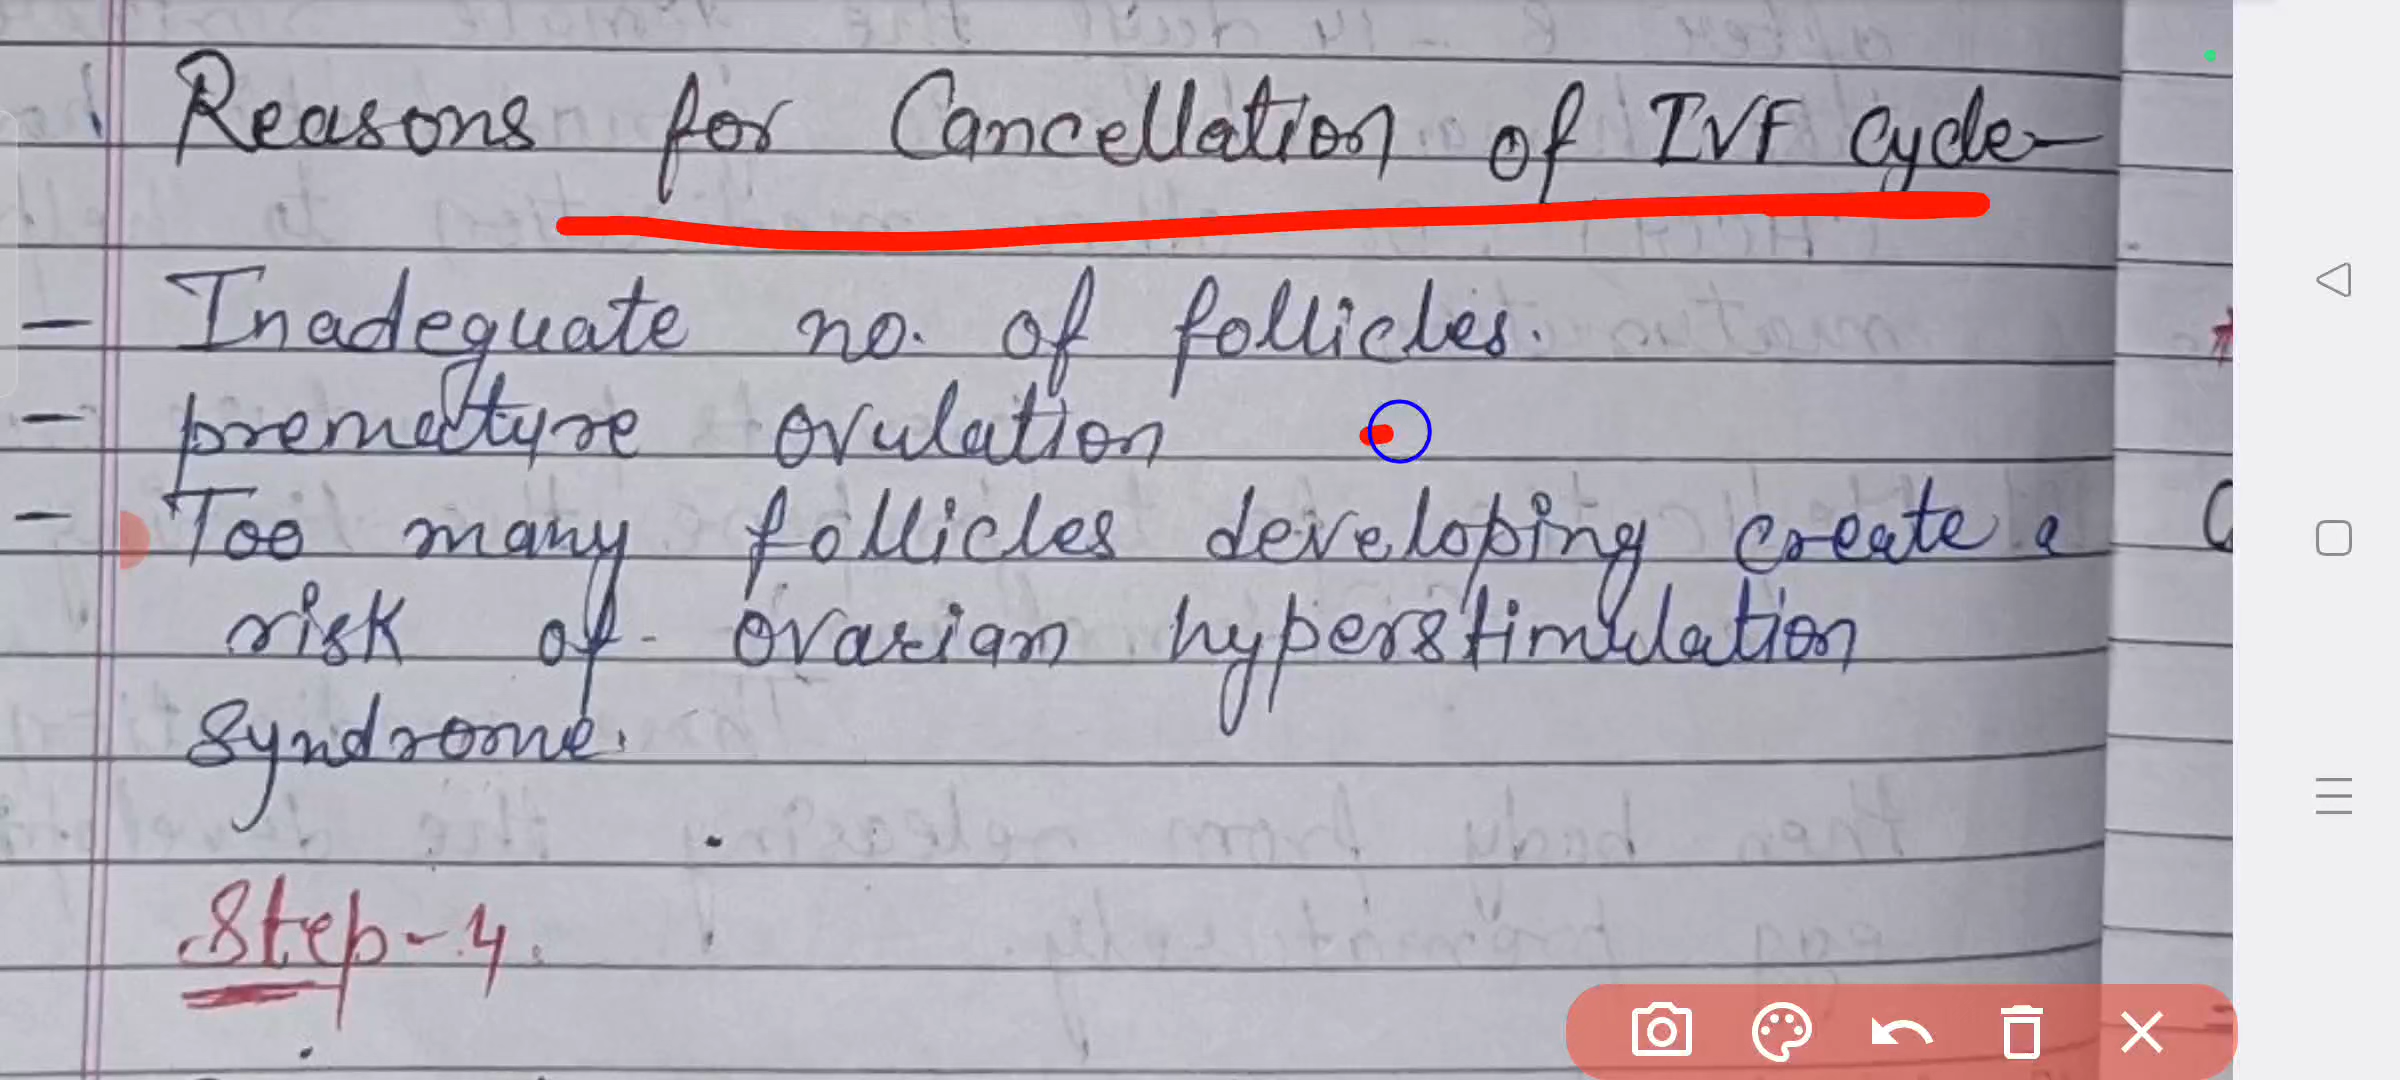 Reasons for Cancellation of IVF Cycle-
- Inadequate no. of follicles.
- premature ovulation
- Too many follicles developing create a
risk of ovarian hyperstimulation
syndrome.
Step-4.